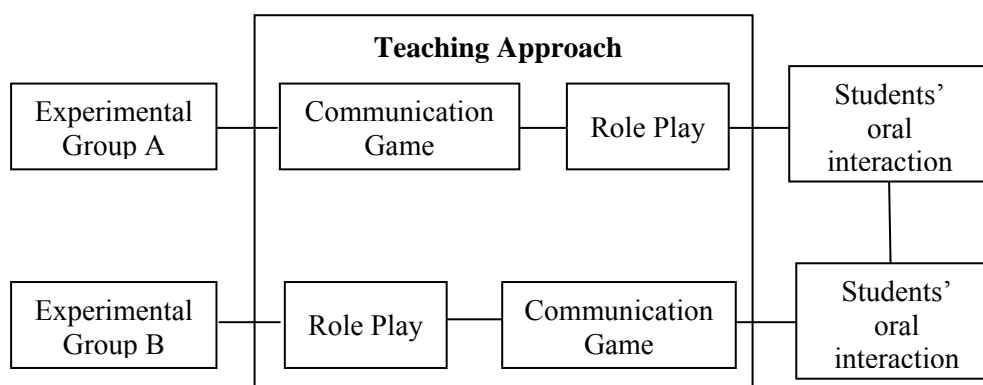 Teaching Approach
Experimental
Group A
Communication
Game
Role Play
Students’
oral
interaction
Experimental
Group B
Role Play
Communication
Game
Students’
oral
interaction